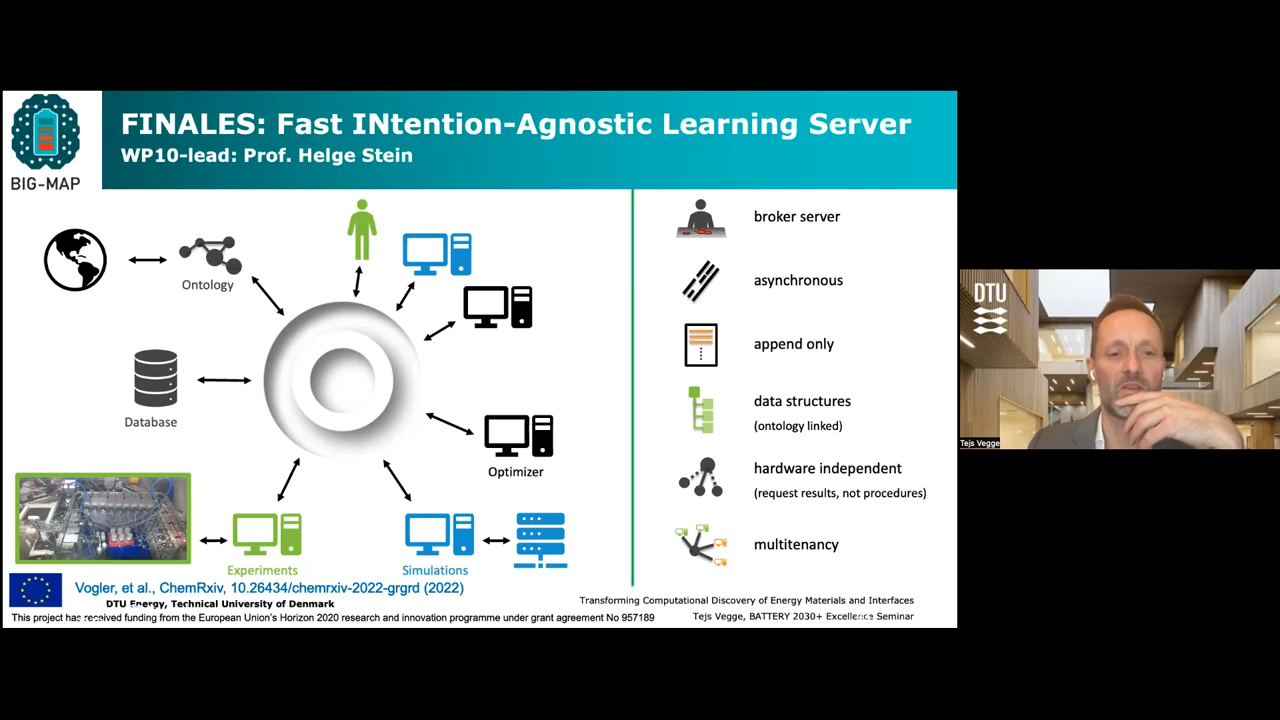 FINALES: Fast INtention-Agnostic Learning Server
WP10-lead: Prof. Helge Stein
BIG-MAP
Ontology
Database
Optimizer
Experiments
Simulations
broker server
asynchronous
append only
data structures
(ontology linked)
hardware independent
(request results, not procedures)
multitenancy
Vogler, et al., ChemRxiv, 10.26434/chemrxiv-2022-grgrd (2022)
DTU Energy, Technical University of Denmark
This project has received funding from the European Union's Horizon 2020 research and innovation programme under grant agreement No 957189
Transforming Computational Discovery of Energy Materials and Interfaces
Tejs Vegge, BATTERY 2030+ Excellence Seminar
DTU
Tejs Vegge